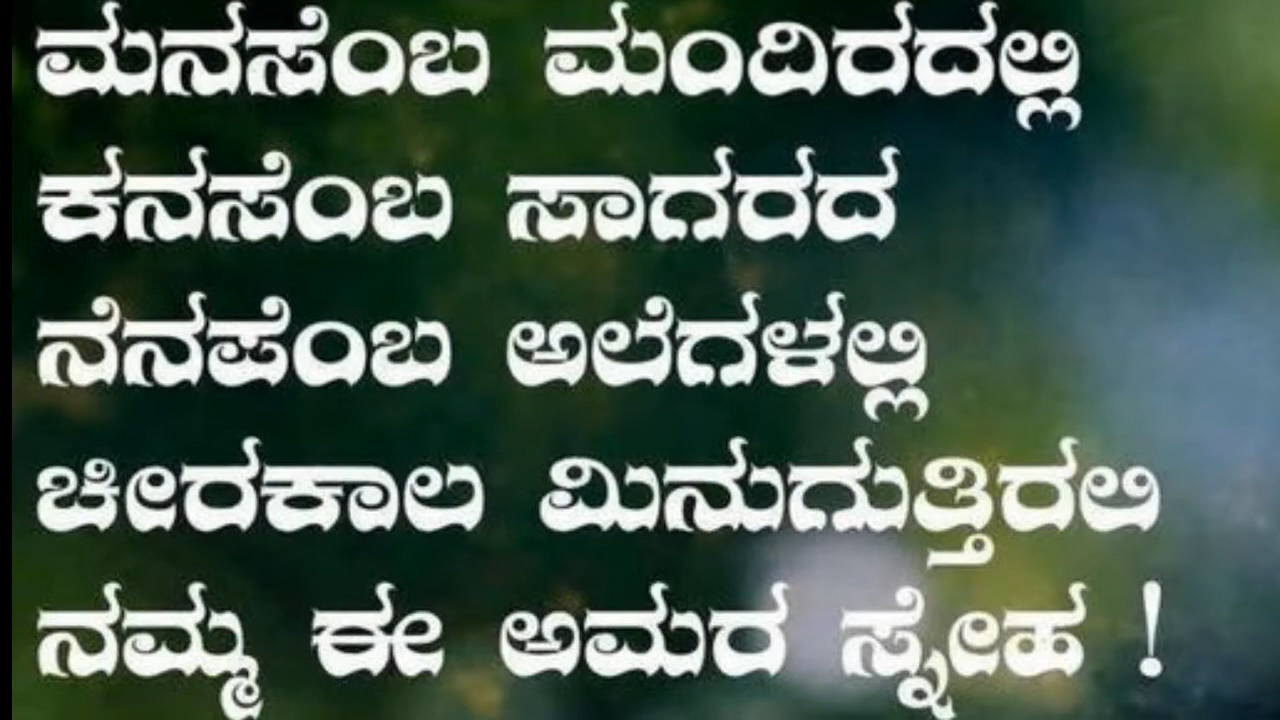 ಮನಸೆಂಬ ಮಂದಿರದಲ್ಲಿ
ಕನಸೆಂಬ ಸಾಗರದ
ನೆನಪೆಂಬ ಅಲೆಗಳಲ್ಲಿ
ಚೀರಕಾಲ ಮಿನುಗುತ್ತಿರಲಿ
ನಮ್ಮ ಈ ಅಮರ ಸ್ನೇಹ !